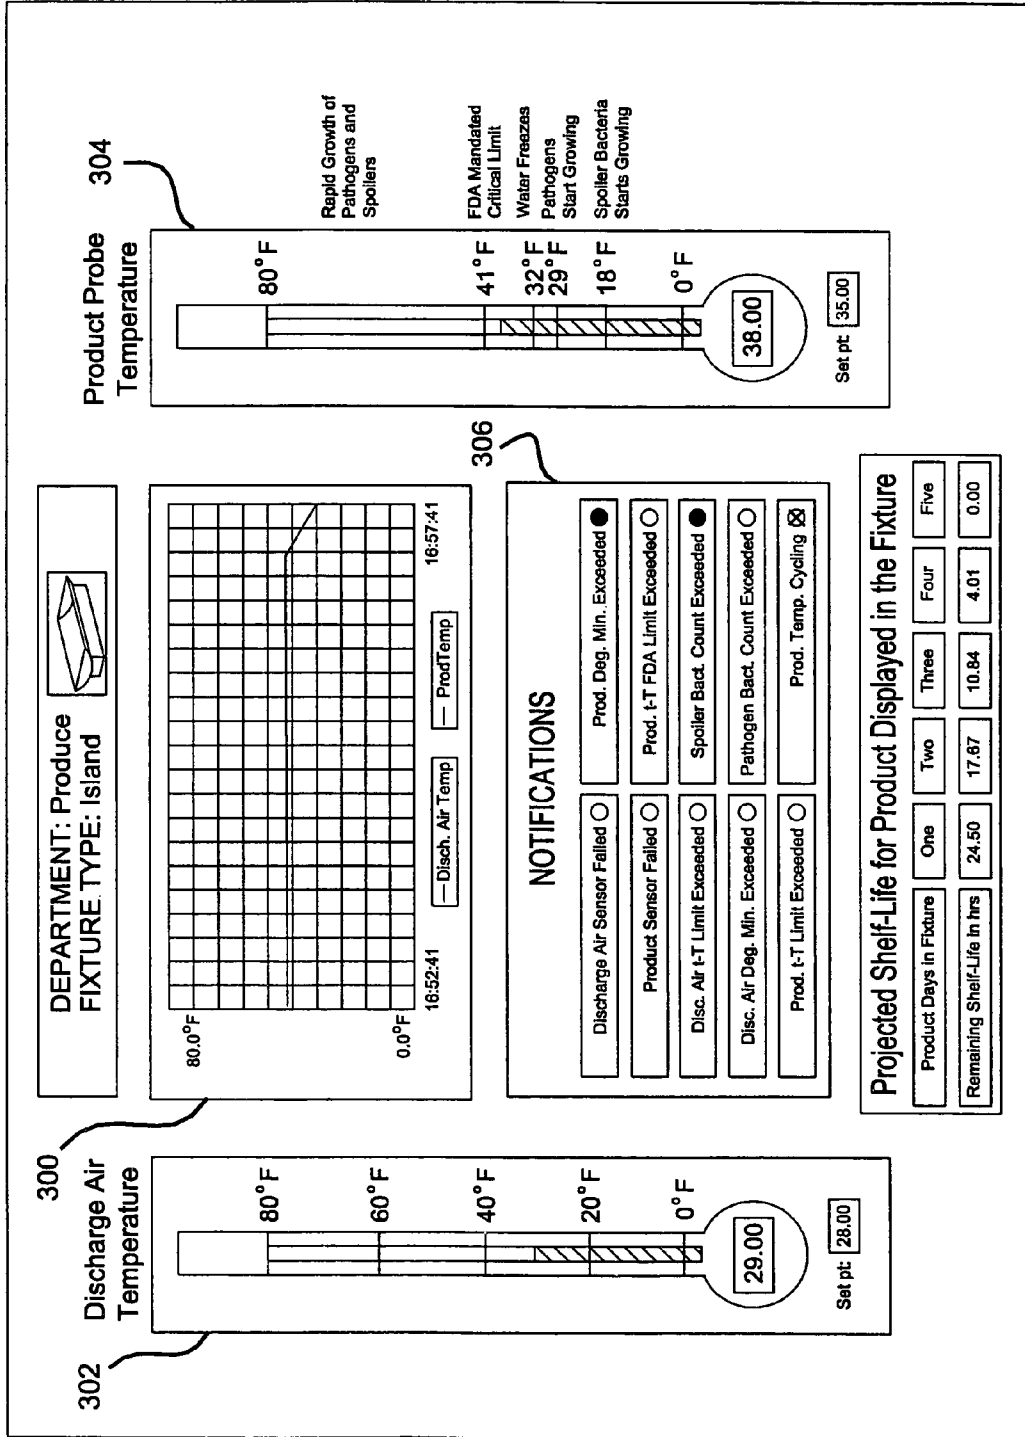 302
Discharge Air
Temperature
80°F
60°F
40°F
20°F
0°F
29.00
Set pt: 28.00
300
DEPARTMENT: Produce
FIXTURE TYPE: Island
80.0°F
0.0°F
16:52:41
16:57:41
Disch. Air Temp
ProdTemp
306
NOTIFICATIONS
Discharge Air Sensor Failed
Prod. Deg. Min. Exceeded
Product Sensor Failed
Prod. t-T FDA Limit Exceeded
Disc. Air t-T Limit Exceeded
Spoiler Bact. Count Exceeded
Disc. Air Deg. Min. Exceeded
Pathogen Bact. Count Exceeded
Prod. t-T Limit Exceeded
Prod. Temp. Cycling
Projected Shelf-Life for Product Displayed in the Fixture
Product Days in Fixture One Two Three Four Five
Remaining Shelf-Life in hrs 24.50 17.67 10.84 4.01 0.00
304
Product Probe
Temperature
80°F
41°F
32°F
29°F
18°F
0°F
Rapid Growth of
Pathogens and
Spoilers
FDA Mandated
Critical Limit
Water Freezes
Pathogens
Start Growing
Spoiler Bacteria
Starts Growing
38.00
Set pt: 35.00